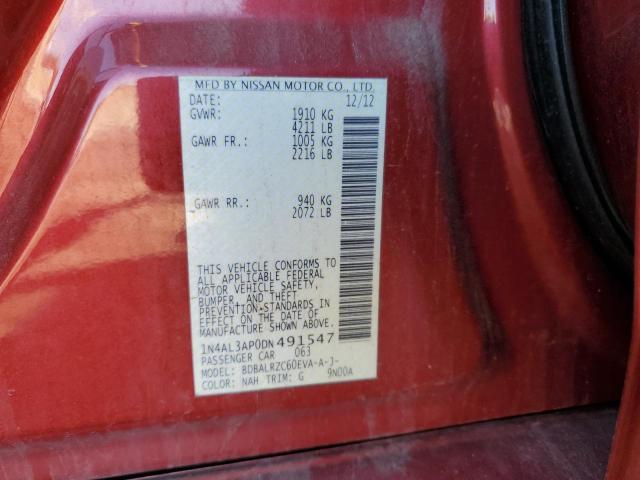 MFD BY NISSAN MOTOR CO., LTD.
DATE: 12/12
GVWR: 1910 KG
4211 LB
GAWR FR.: 1005 KG
2216 LB
GAWR RR.: 940 KG
2072 LB
THIS VEHICLE CONFORMS TO
ALL APPLICABLE FEDERAL
MOTOR VEHICLE SAFETY,
BUMPER, AND THEFT
PREVENTION STANDARDS IN
EFFECT ON THE DATE OF
MANUFACTURE SHOWN ABOVE.
1N4AL3AP0DN491547
PASSENGER CAR 063
MODEL: BDBALRZC60EVA-A-J-
COLOR: NAH TRIM: G 9N00A